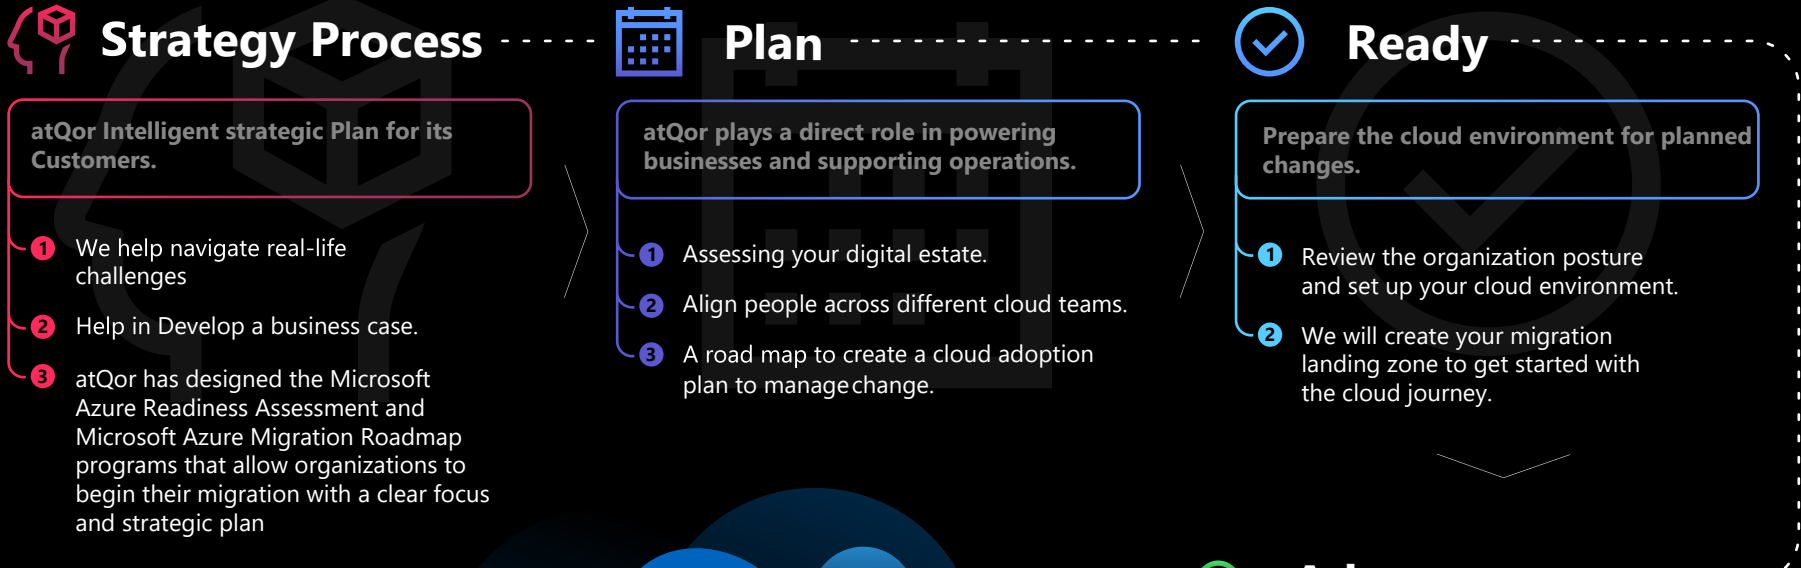 Strategy Process
atQor Intelligent strategic Plan for its
Customers.
1 We help navigate real-life
challenges
2 Help in Develop a business case.
3 atQor has designed the Microsoft
Azure Readiness Assessment and
Microsoft Azure Migration Roadmap
programs that allow organizations to
begin their migration with a clear focus
and strategic plan
Plan
atQor plays a direct role in powering
businesses and supporting operations.
1 Assessing your digital estate.
2 Align people across different cloud teams.
3 A road map to create a cloud adoption
plan to manage change.
Ready
Prepare the cloud environment for planned
changes.
1 Review the organization posture
and set up your cloud environment.
2 We will create your migration
landing zone to get started with
the cloud journey.